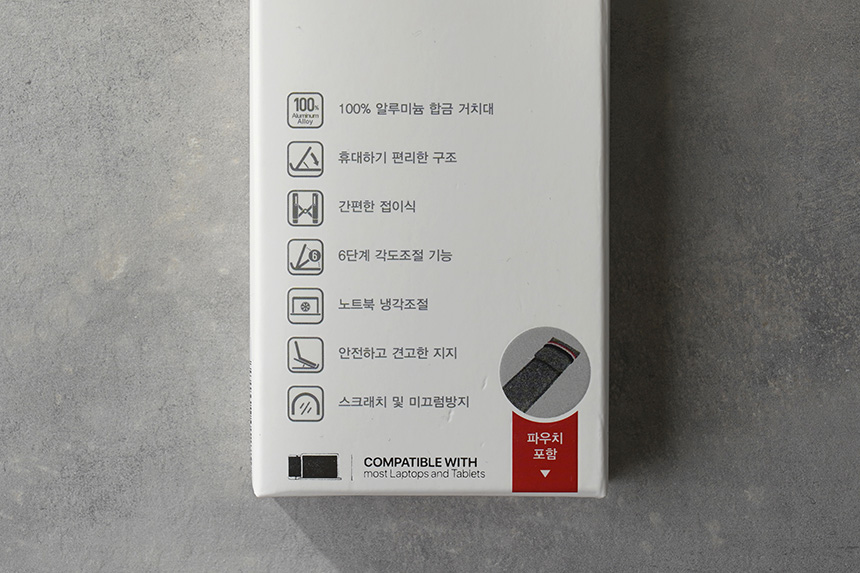 100%
Aluminum
Alloy
100% 알루미늄 합금 거치대
휴대하기 편리한 구조
간편한 접이식
6
6단계 각도조절 기능
노트북 냉각조절
안전하고 견고한 지지
스크래치 및 미끄럼방지
파우치
포함
COMPATIBLE WITH
most Laptops and Tablets